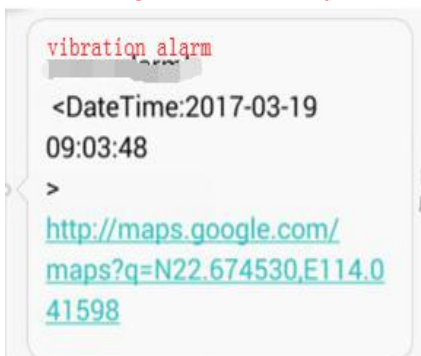 vibration alarm
<DateTime:2017-03-19
09:03:48
>
http://maps.google.com/
maps?q=N22.674530,E114.0
41598